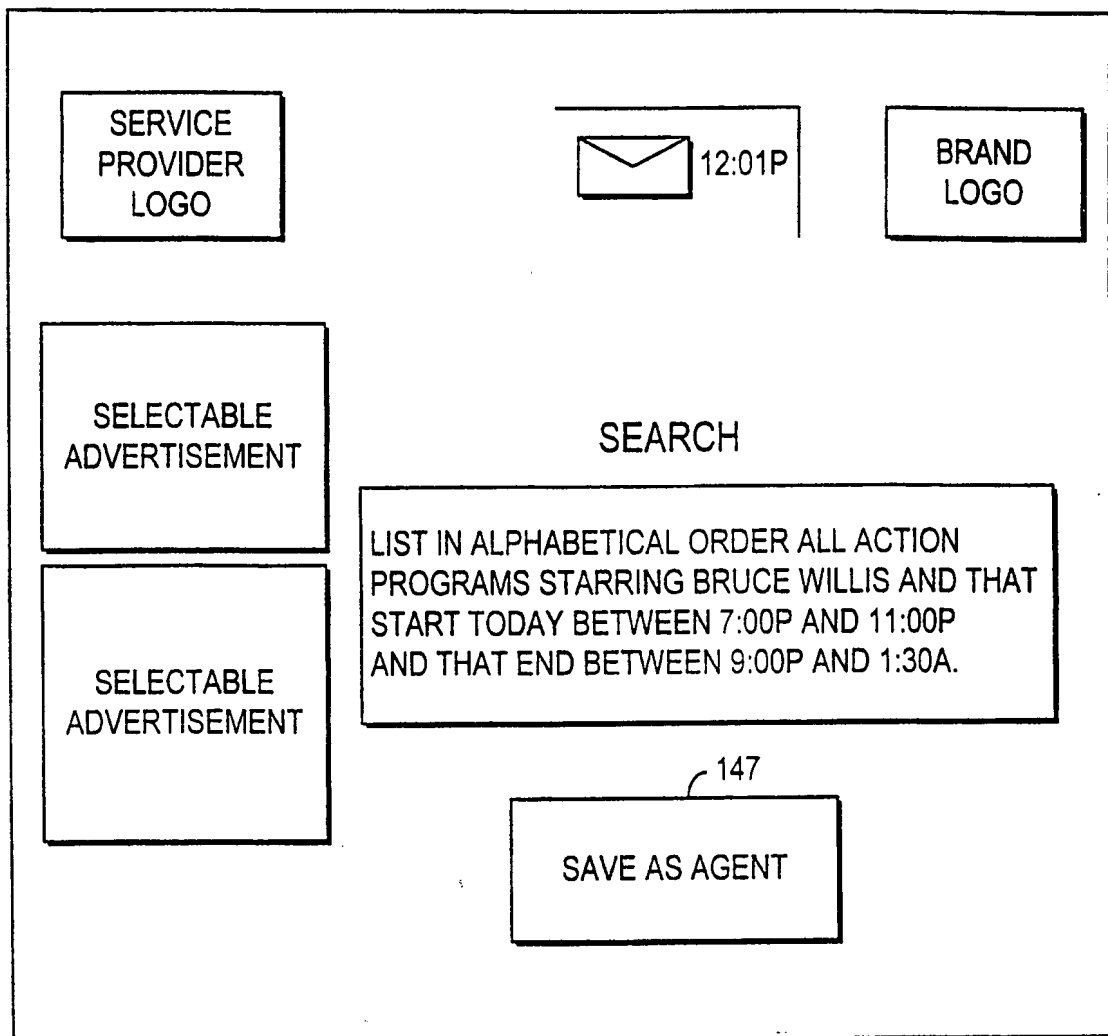 SERVICE
PROVIDER
LOGO
12:01P
BRAND
LOGO
SELECTABLE
ADVERTISEMENT
SEARCH
LIST IN ALPHABETICAL ORDER ALL ACTION
PROGRAMS STARRING BRUCE WILLIS AND THAT
START TODAY BETWEEN 7:00P AND 11:00P
AND THAT END BETWEEN 9:00P AND 1:30A.
SELECTABLE
ADVERTISEMENT
147
SAVE AS AGENT